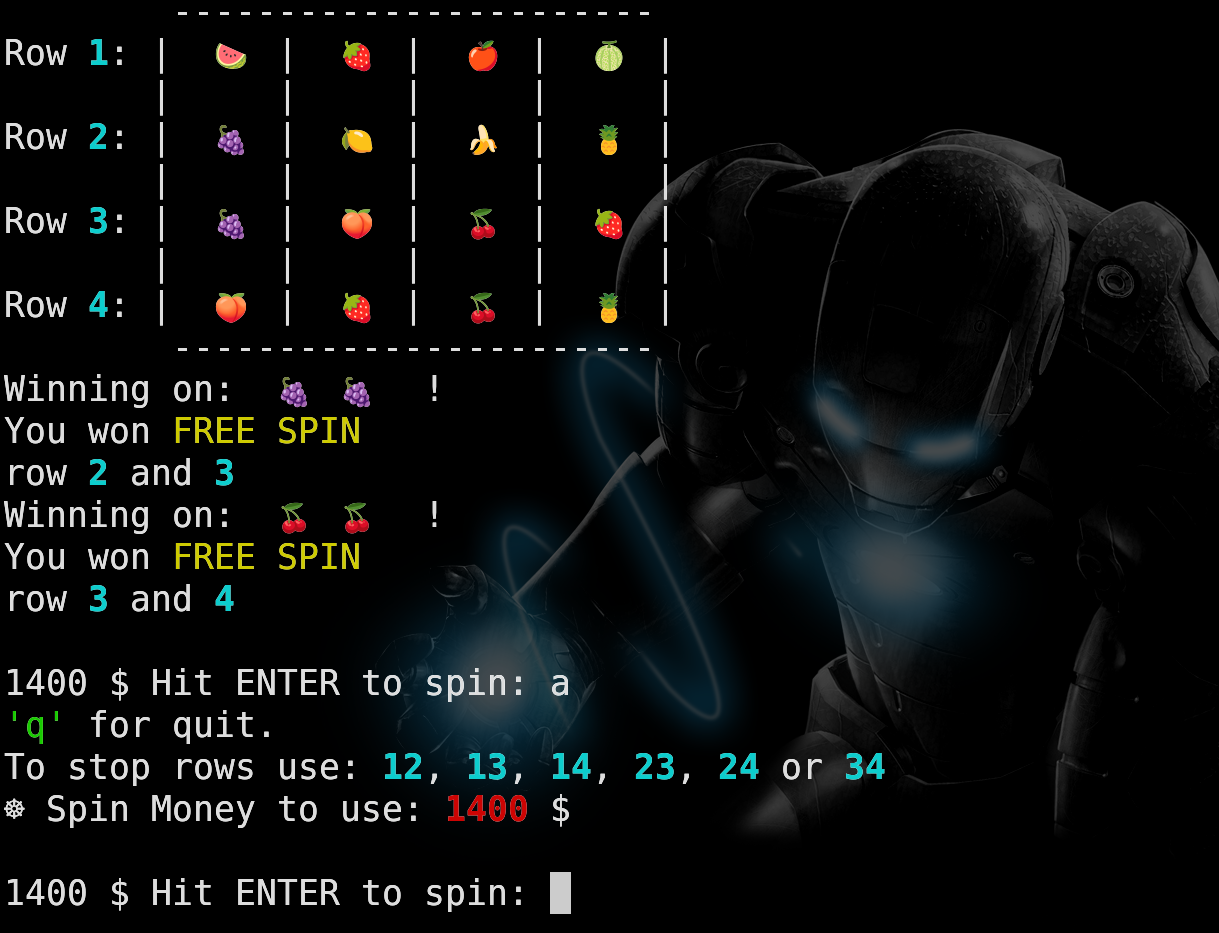 - - - - - - - - - - - - - - - - - - - - - - -
Row 1: | 🍉 | 🍓 | 🍎 | 🍈 |
| | | | |
Row 2: | 🍇 | 🍋 | 🍌 | 🍍 |
| | | | |
Row 3: | 🍇 | 🍑 | 🍒 | 🍓 |
| | | | |
Row 4: | 🍑 | 🍓 | 🍒 | 🍍 |
- - - - - - - - - - - - - - - - - - - - - - -
Winning on: 🍇 🍇 !
You won FREE SPIN
row 2 and 3
Winning on: 🍒 🍒 !
You won FREE SPIN
row 3 and 4
1400 $ Hit ENTER to spin: a
'q' for quit.
To stop rows use: 12, 13, 14, 23, 24 or 34
☸ Spin Money to use: 1400 $
1400 $ Hit ENTER to spin: